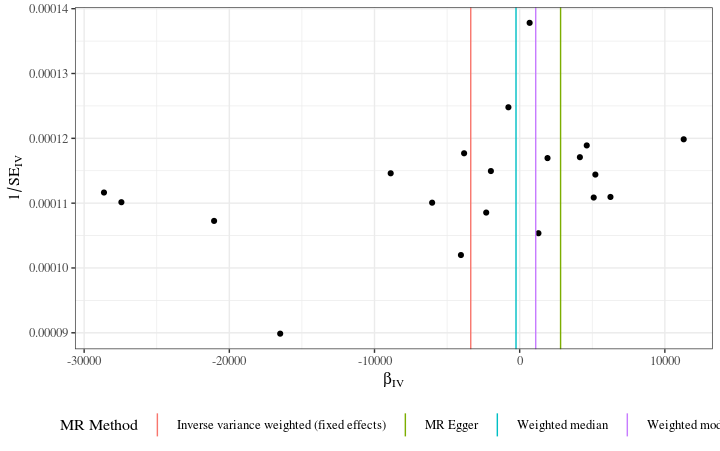 0.00014
0.00013
0.00012
0.00011
0.00010
0.00009
1/SE_IV
-30000 -20000 -10000 0 10000
β_IV
MR Method Inverse variance weighted (fixed effects) MR Egger Weighted median Weighted mod